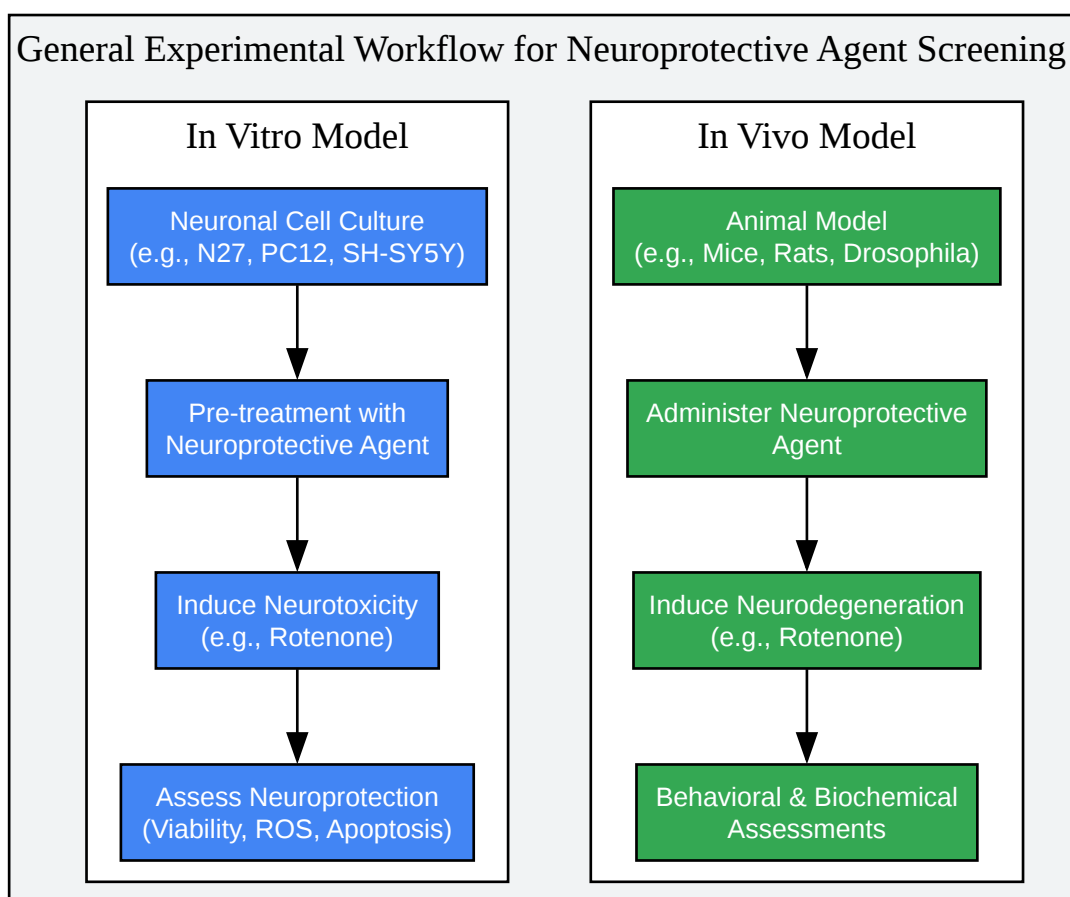 General Experimental Workflow for Neuroprotective Agent Screening
In Vitro Model
Neuronal Cell Culture
(e.g., N27, PC12, SH-SY5Y)
Pre-treatment with
Neuroprotective Agent
Induce Neurotoxicity
(e.g., Rotenone)
Assess Neuroprotection
(Viability, ROS, Apoptosis)
In Vivo Model
Animal Model
(e.g., Mice, Rats, Drosophila)
Administer Neuroprotective
Agent
Induce Neurodegeneration
(e.g., Rotenone)
Behavioral & Biochemical
Assessments